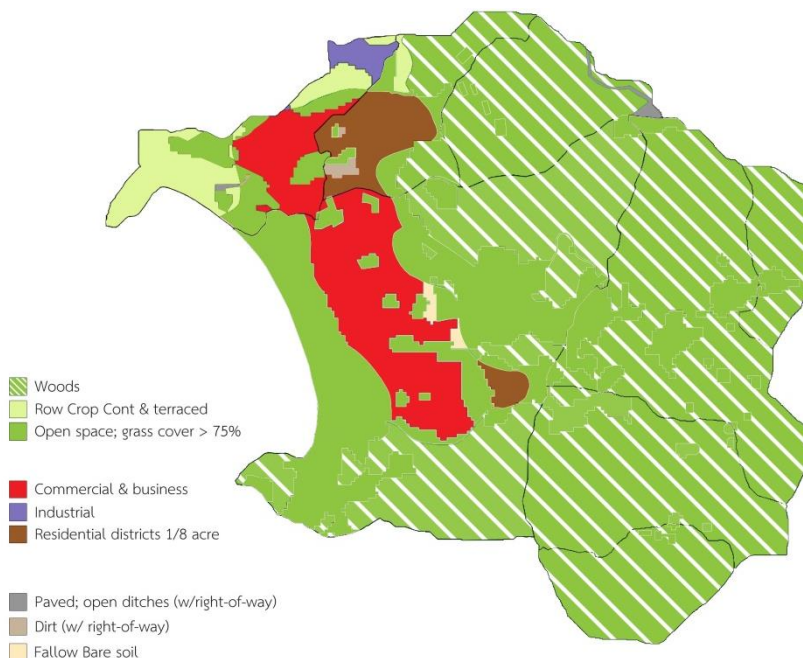 Woods
Row Crop Cont & terraced
Open space; grass cover > 75%
Commercial & business
Industrial
Residential districts 1/8 acre
Paved; open ditches (w/right-of-way)
Dirt (w/ right-of-way)
Fallow Bare soil